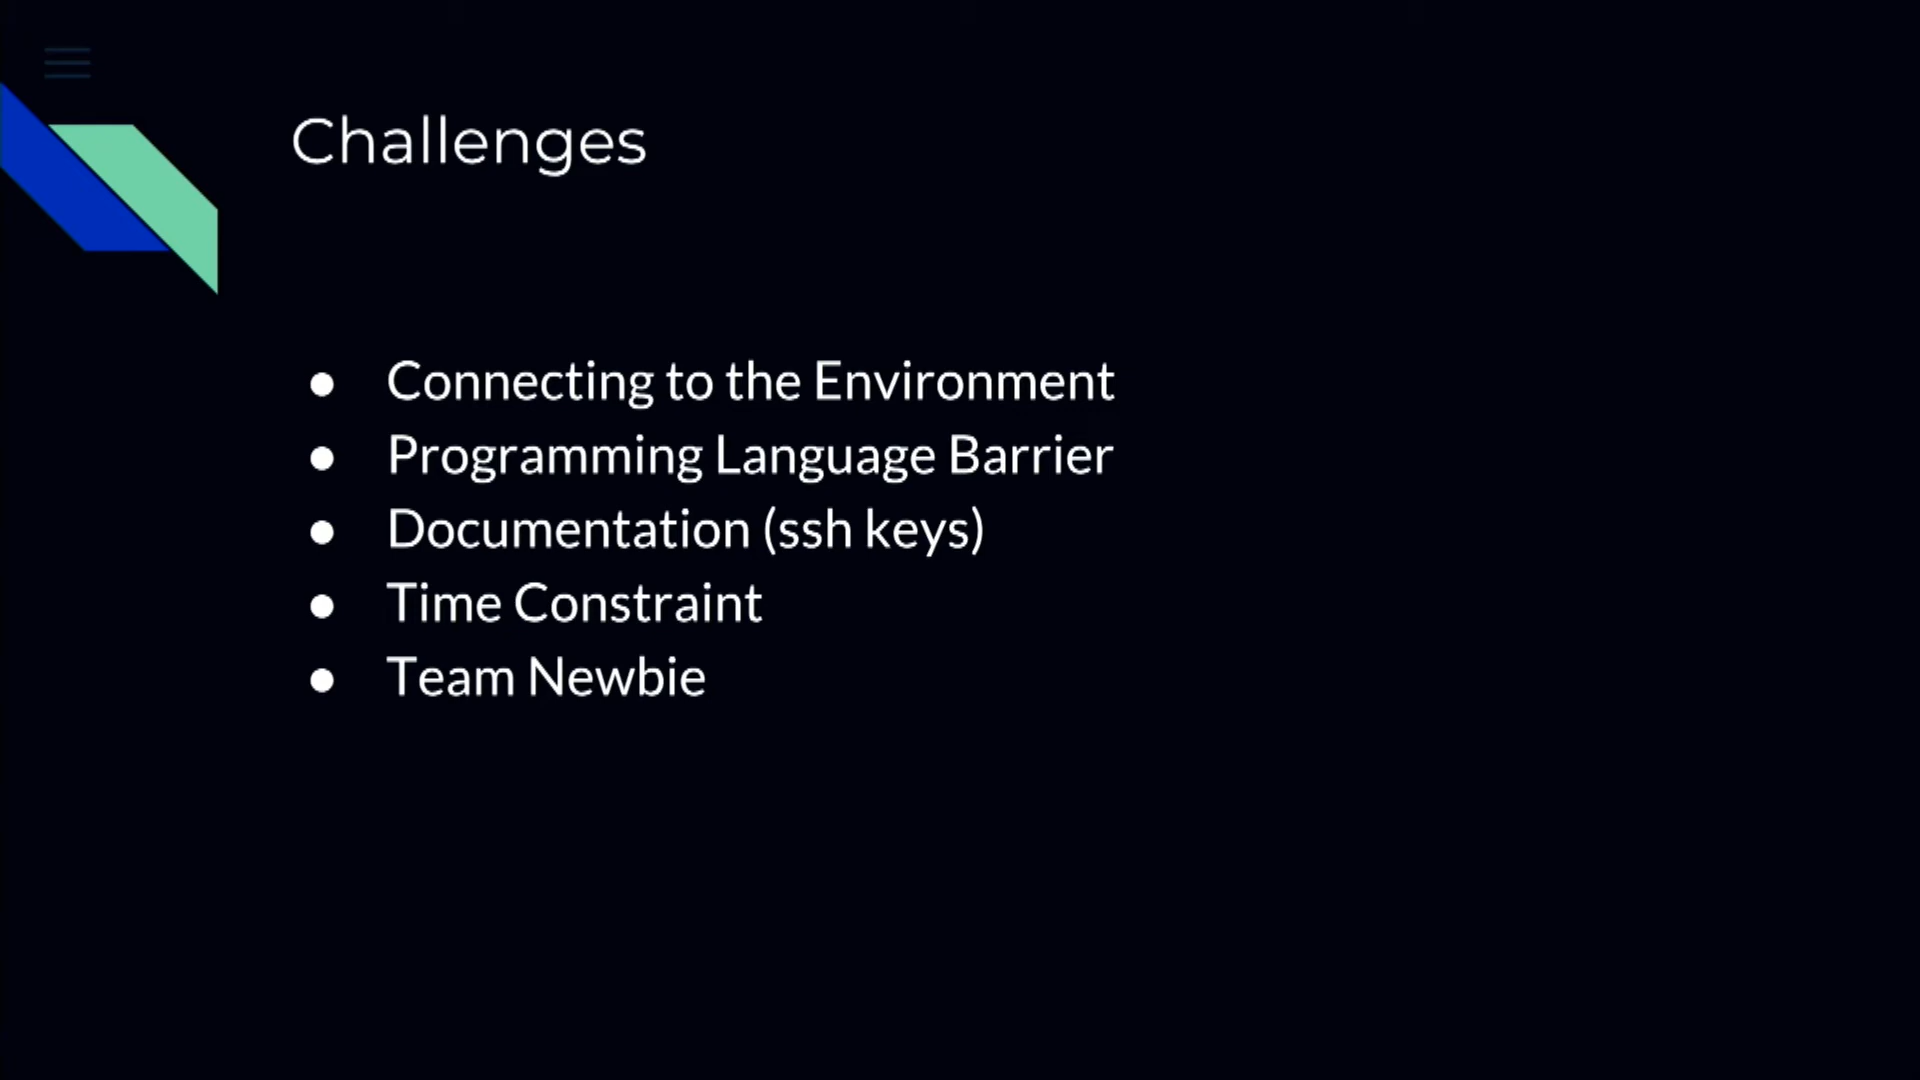 Challenges
● Connecting to the Environment
● Programming Language Barrier
● Documentation (ssh keys)
● Time Constraint
● Team Newbie